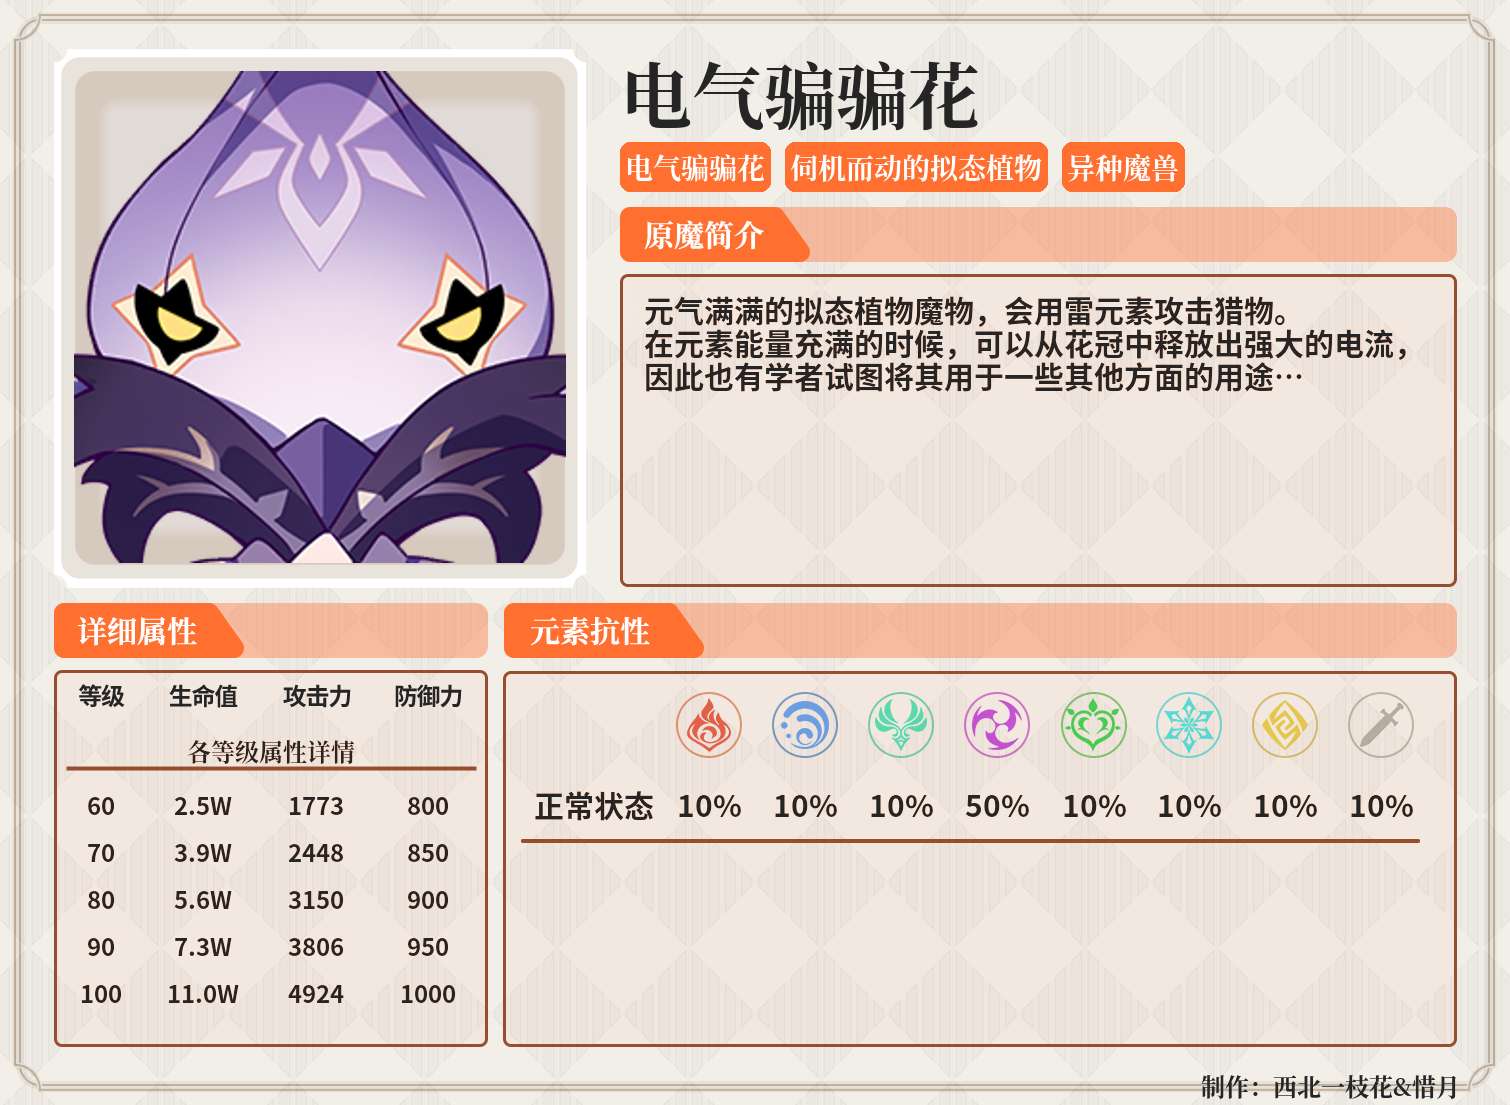 电气骗骗花
电气骗骗花 伺机而动的拟态植物 异种魔兽
原魔简介
元气满满的拟态植物魔物，会用雷元素攻击猎物。
在元素能量充满的时候，可以从花冠中释放出强大的电流，
因此也有学者试图将其用于一些其他方面的用途…
详细属性
等级 生命值 攻击力 防御力
各等级属性详情
60 2.5W 1773 800
70 3.9W 2448 850
80 5.6W 3150 900
90 7.3W 3806 950
100 11.0W 4924 1000
元素抗性
正常状态 10% 10% 10% 50% 10% 10% 10% 10%
制作：西北一枝花&惜月